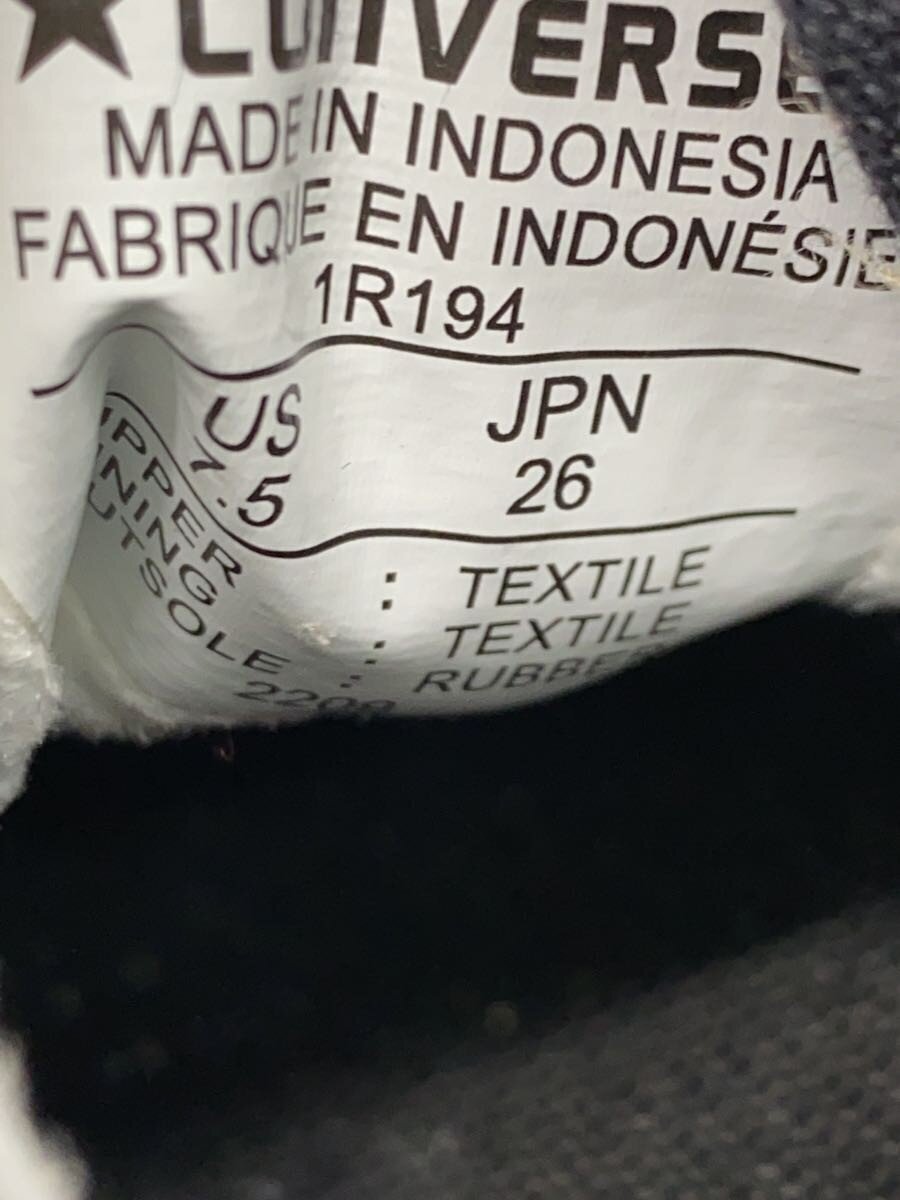 ★ CONVERSE
MADE IN INDONESIA
FABRIQUE EN INDONÉSIE
1R194
US JPN
7.5 26
UPPER : TEXTILE
LINING : TEXTILE
OUTSOLE : RUBBER